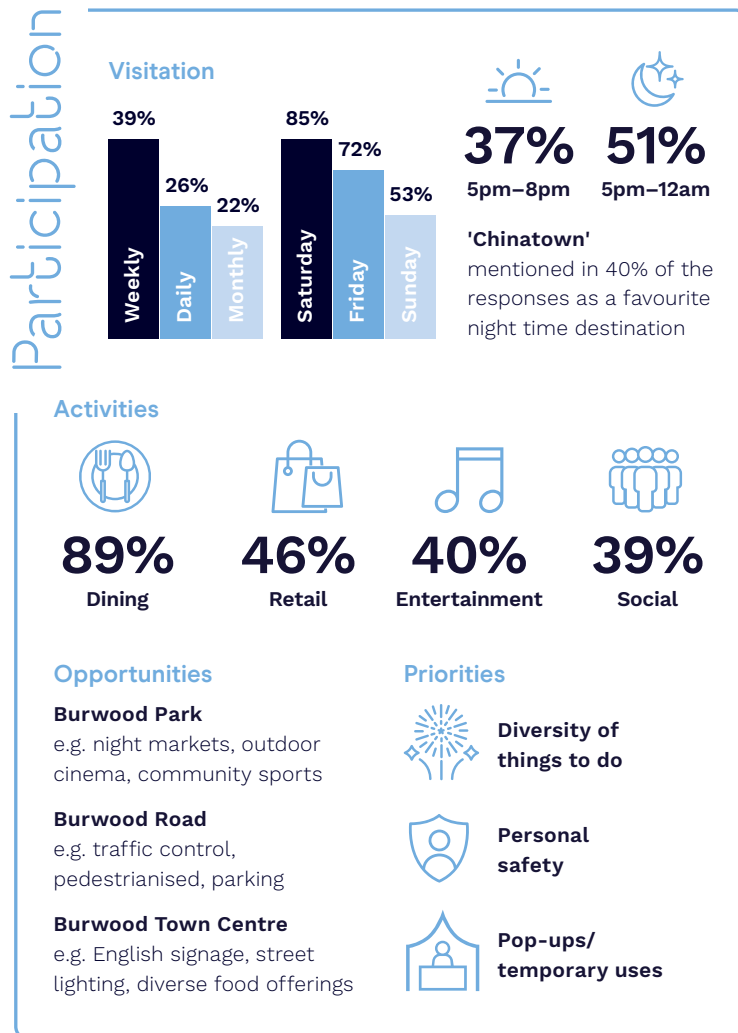 Participation
Visitation
39%
26%
22%
Weekly
Daily
Monthly
85%
72%
53%
Saturday
Friday
Sunday
37%
5pm–8pm
51%
5pm–12am
'Chinatown'
mentioned in 40% of the
responses as a favourite
night time destination
Activities
89%
Dining
46%
Retail
40%
Entertainment
39%
Social
Opportunities
Burwood Park
e.g. night markets, outdoor
cinema, community sports
Burwood Road
e.g. traffic control,
pedestrianised, parking
Burwood Town Centre
e.g. English signage, street
lighting, diverse food offerings
Priorities
Diversity of
things to do
Personal
safety
Pop-ups/
temporary uses